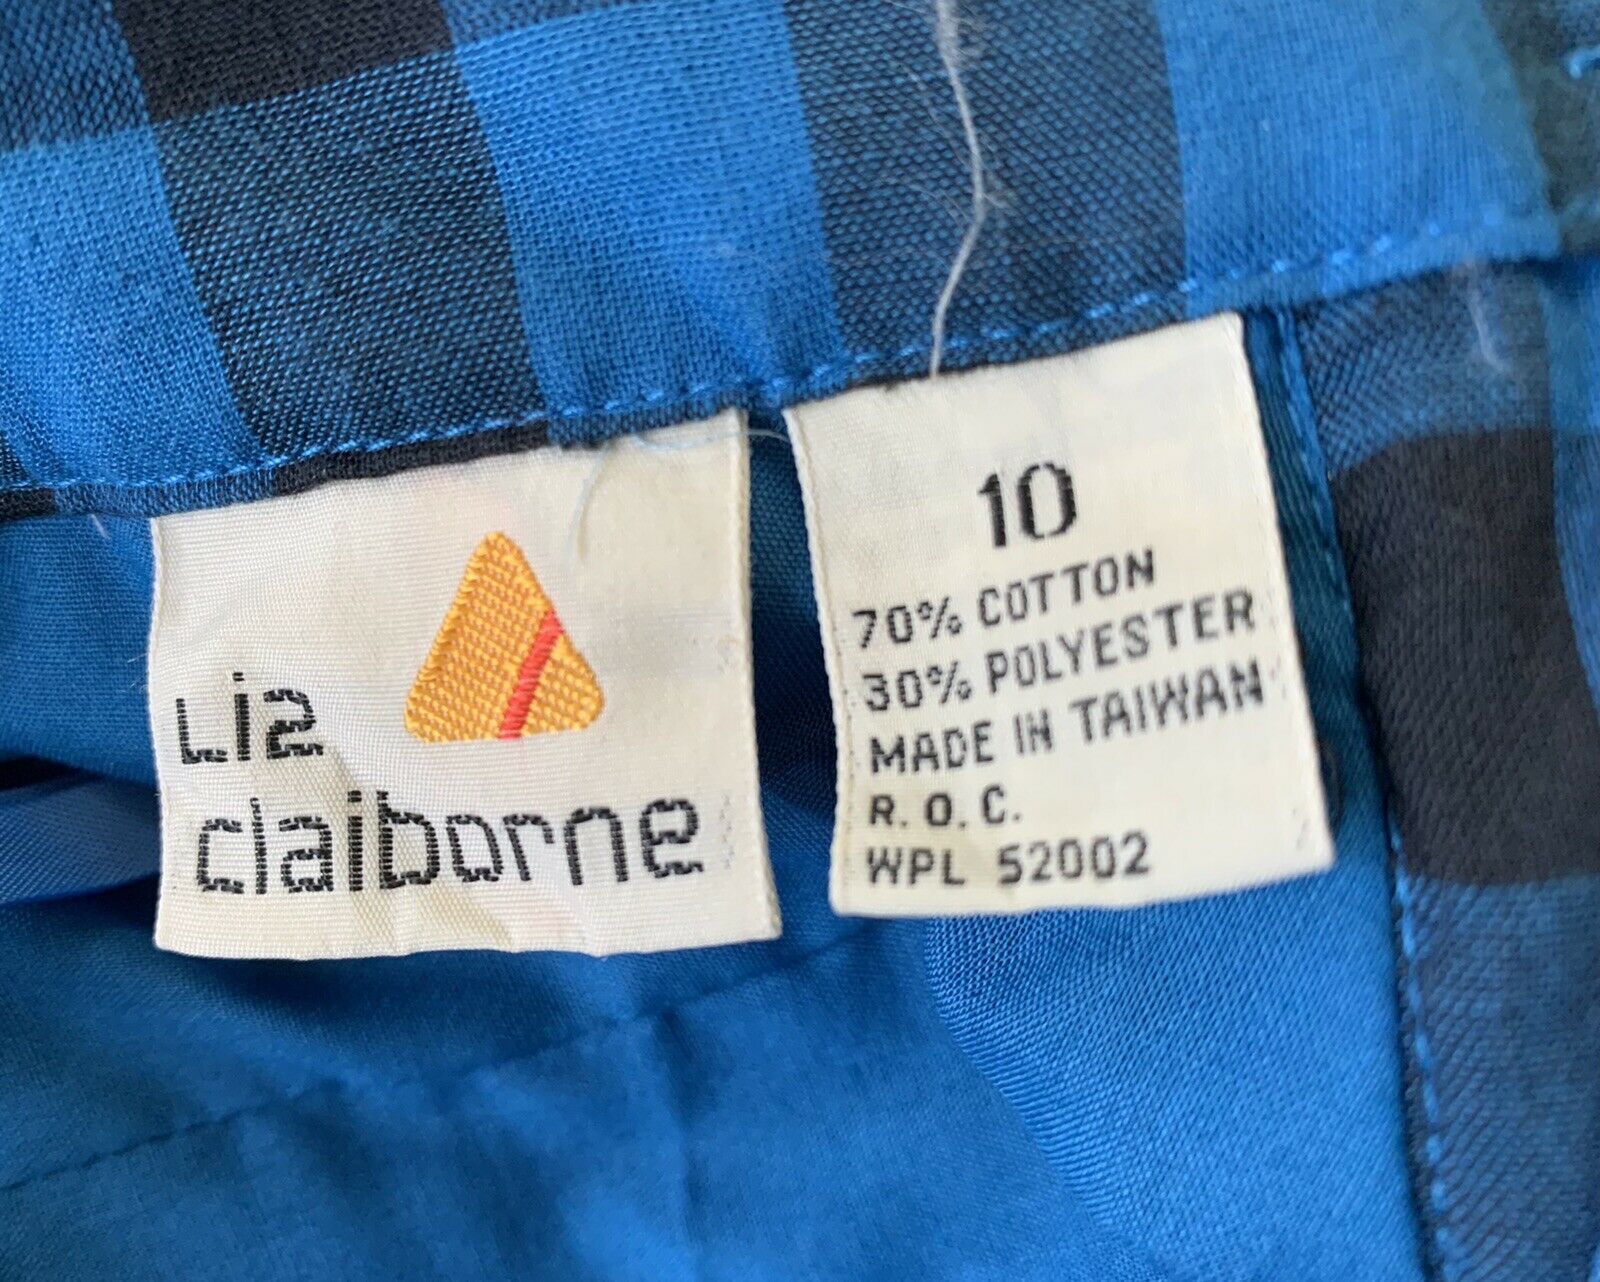 Liz
claiborne
10
70% COTTON
30% POLYESTER
MADE IN TAIWAN
R.O.C.
WPL 52002